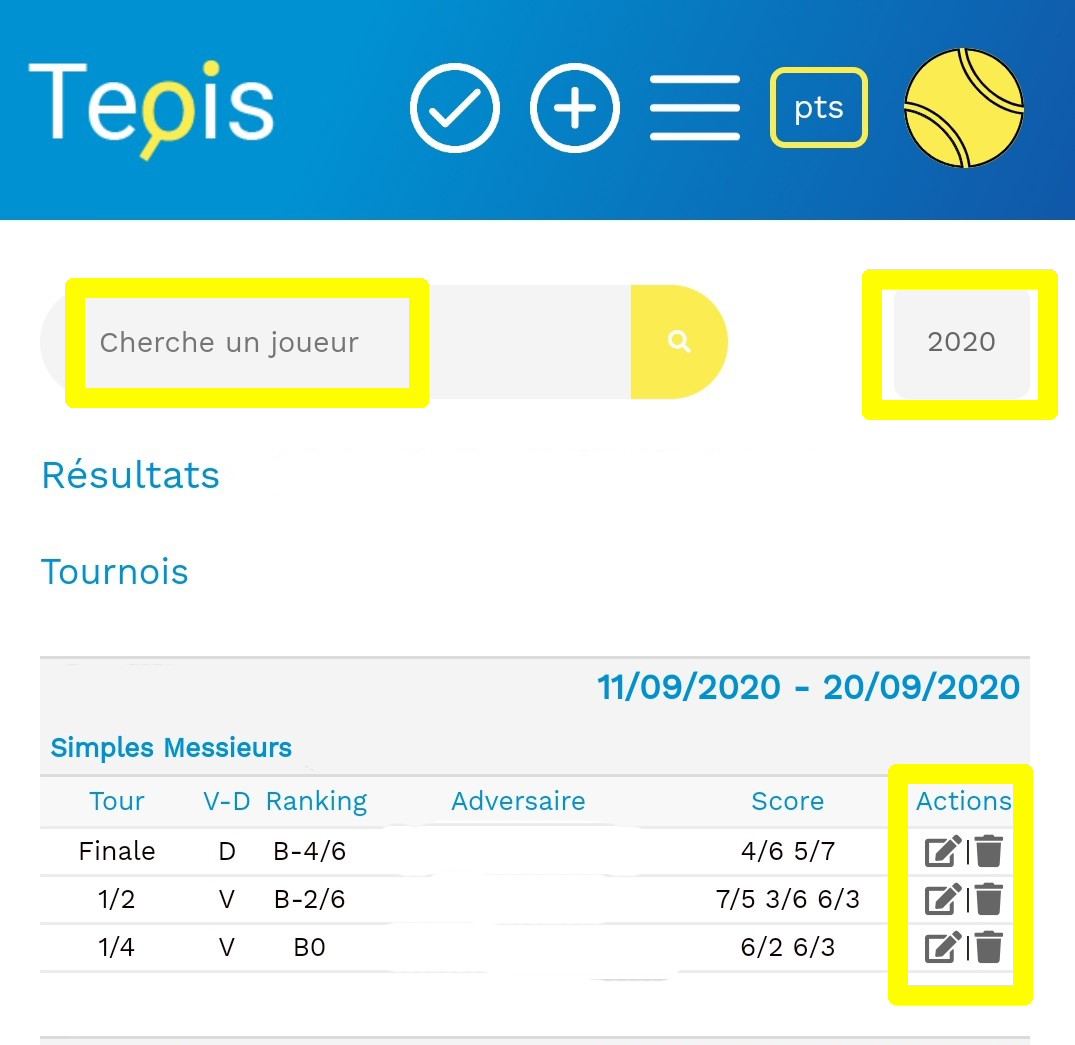 Teqis
pts
Cherche un joueur
2020
Résultats
Tournois
11/09/2020 - 20/09/2020
Simples Messieurs
Tour V-D Ranking Adversaire Score Actions
Finale D B-4/6 4/6 5/7
1/2 V B-2/6 7/5 3/6 6/3
1/4 V B0 6/2 6/3